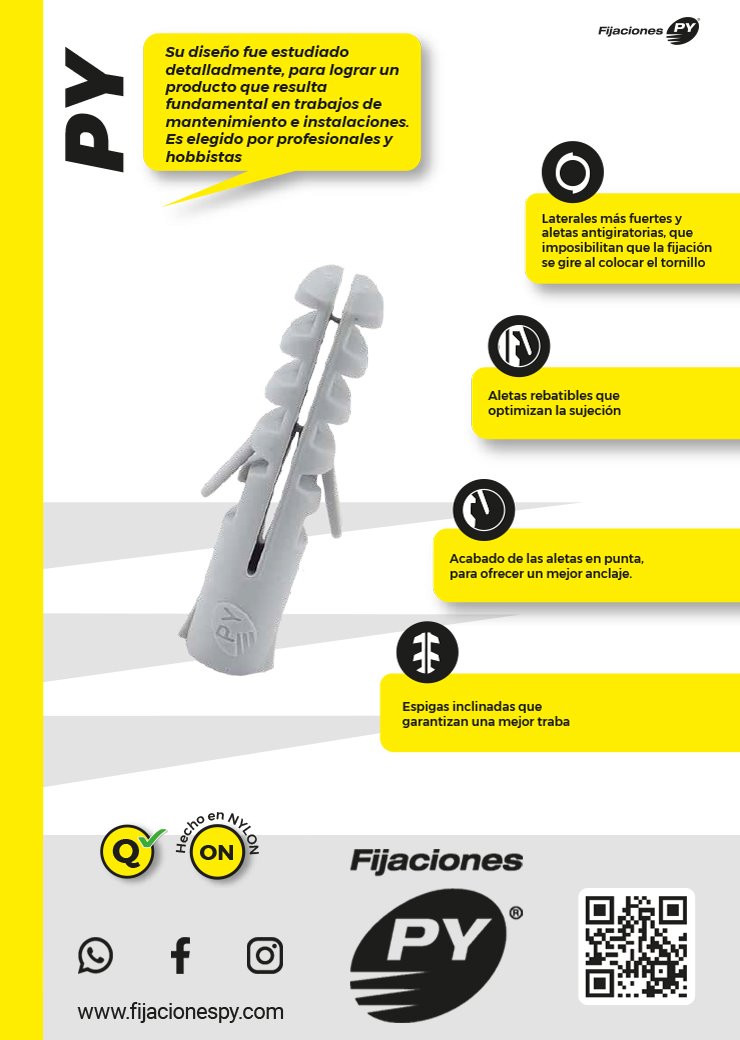 Fijaciones PY
PY
Su diseño fue estudiado
detalladmente, para lograr un
producto que resulta
fundamental en trabajos de
mantenimiento e instalaciones.
Es elegido por profesionales y
hobbistas
Laterales más fuertes y
aletas antigiratorias, que
imposibilitan que la fijación
se gire al colocar el tornillo
Aletas rebatibles que
optimizan la sujeción
Acabado de las aletas en punta,
para ofrecer un mejor anclaje.
PY
Espigas inclinadas que
garantizan una mejor traba
Q
Hecho en NYLON
ON
Fijaciones
PY®
www.fijacionespy.com